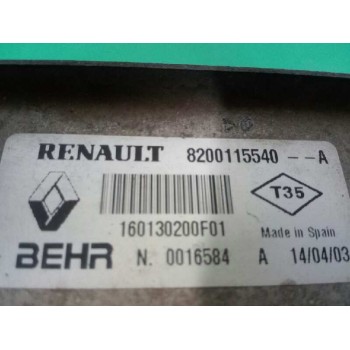 RENAULT 8200115540 -- A
T35
160130200F01
Made in Spain
BEHR N. 0016584 A 14/04/03